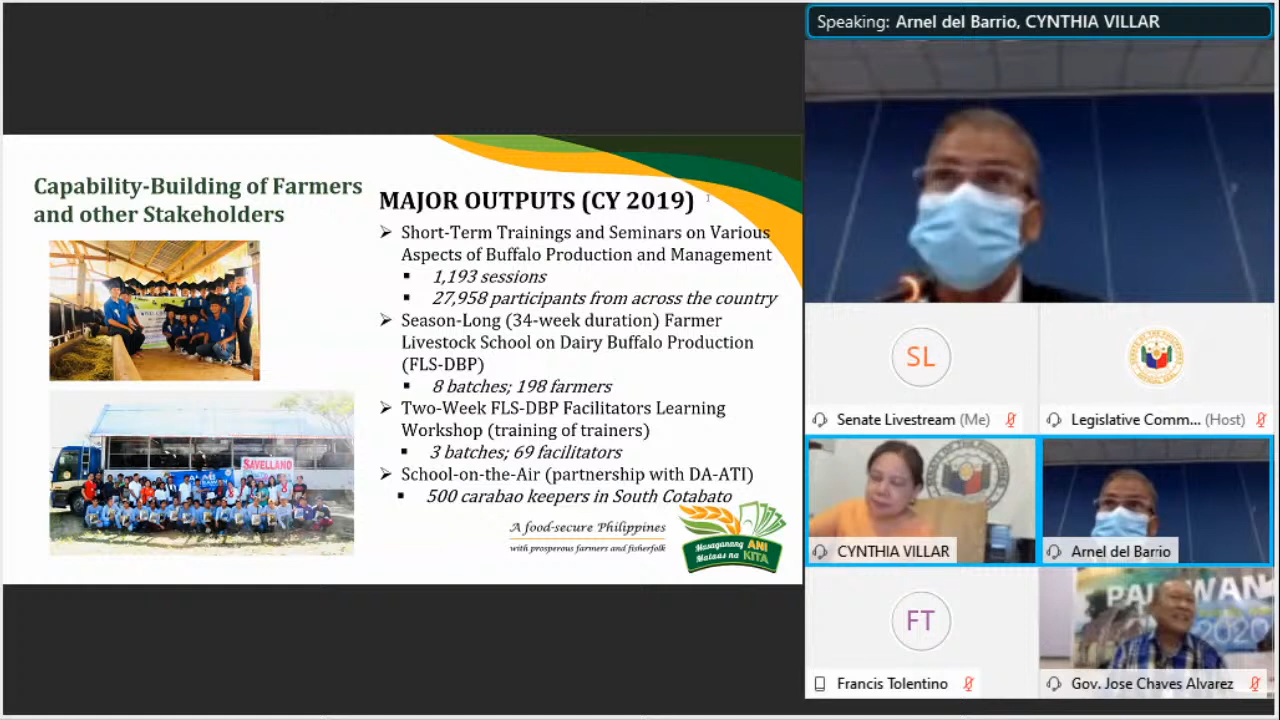 Speaking: Arnel del Barrio, CYNTHIA VILLAR
Capability-Building of Farmers
and other Stakeholders
MAJOR OUTPUTS (CY 2019)
1
➢ Short-Term Trainings and Seminars on Various
Aspects of Buffalo Production and Management
▪ 1,193 sessions
▪ 27,958 participants from across the country
➢ Season-Long (34-week duration) Farmer
Livestock School on Dairy Buffalo Production
(FLS-DBP)
▪ 8 batches; 198 farmers
➢ Two-Week FLS-DBP Facilitators Learning
Workshop (training of trainers)
▪ 3 batches; 69 facilitators
➢ School-on-the-Air (partnership with DA-ATI)
▪ 500 carabao keepers in South Cotabato
SAVELLANO
A food-secure Philippines
with prosperous farmers and fisherfolk
Masaganang ANI
Mataas na KITA
SL
Senate Livestream (Me)
Legislative Comm... (Host)
CYNTHIA VILLAR
Arnel del Barrio
FT
Francis Tolentino
2020
Gov. Jose Chaves Alvarez